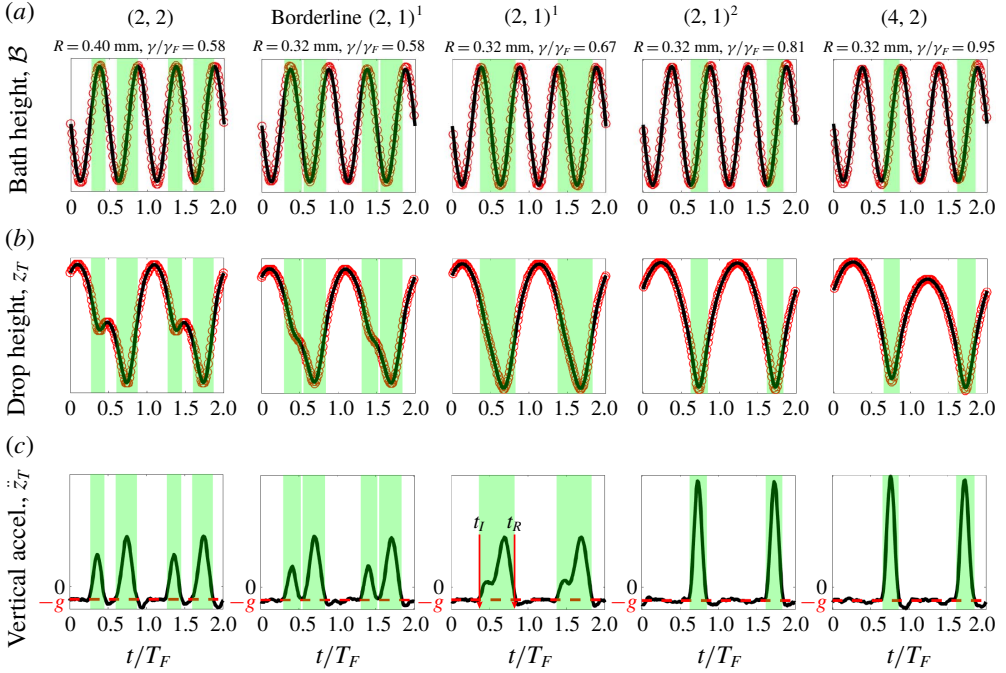 (a)
(2, 2)
Borderline (2, 1)¹
(2, 1)¹
(2, 1)²
(4, 2)
R = 0.40 mm, γ/γ_F = 0.58
R = 0.32 mm, γ/γ_F = 0.58
R = 0.32 mm, γ/γ_F = 0.67
R = 0.32 mm, γ/γ_F = 0.81
R = 0.32 mm, γ/γ_F = 0.95
Bath height, ℬ
0 0.5 1.0 1.5 2.0
0 0.5 1.0 1.5 2.0
0 0.5 1.0 1.5 2.0
0 0.5 1.0 1.5 2.0
0 0.5 1.0 1.5 2.0
(b)
Drop height, z_T
0 0.5 1.0 1.5 2.0
0 0.5 1.0 1.5 2.0
0 0.5 1.0 1.5 2.0
0 0.5 1.0 1.5 2.0
0 0.5 1.0 1.5 2.0
(c)
Vertical accel., z̈_T
t_I
t_R
0
0
0
0
0
−g
−g
−g
−g
−g
0 0.5 1.0 1.5 2.0
0 0.5 1.0 1.5 2.0
0 0.5 1.0 1.5 2.0
0 0.5 1.0 1.5 2.0
0 0.5 1.0 1.5 2.0
t/T_F
t/T_F
t/T_F
t/T_F
t/T_F